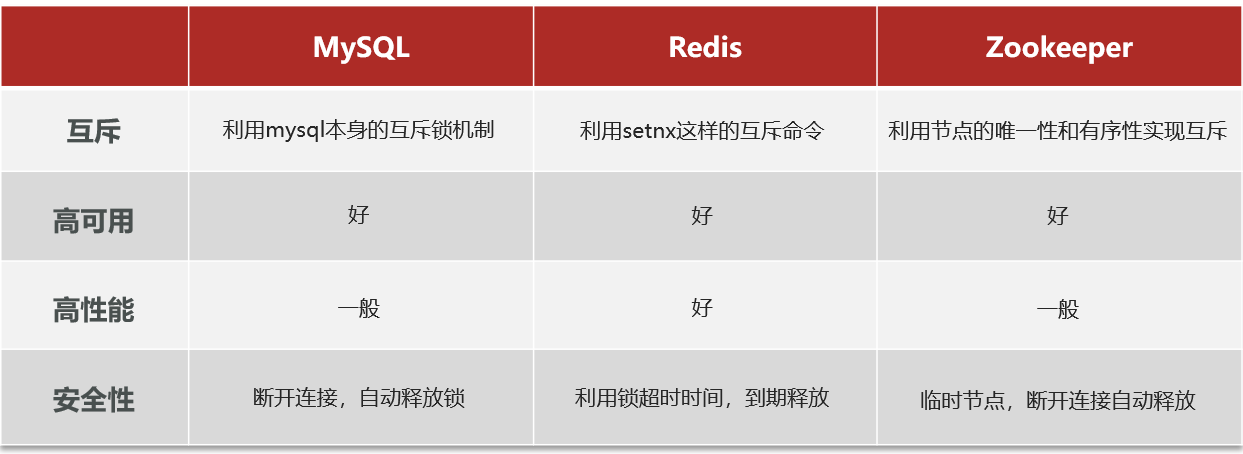 MySQL Redis Zookeeper
互斥 利用mysql本身的互斥锁机制 利用setnx这样的互斥命令 利用节点的唯一性和有序性实现互斥
高可用 好 好 好
高性能 一般 好 一般
安全性 断开连接，自动释放锁 利用锁超时时间，到期释放 临时节点，断开连接自动释放